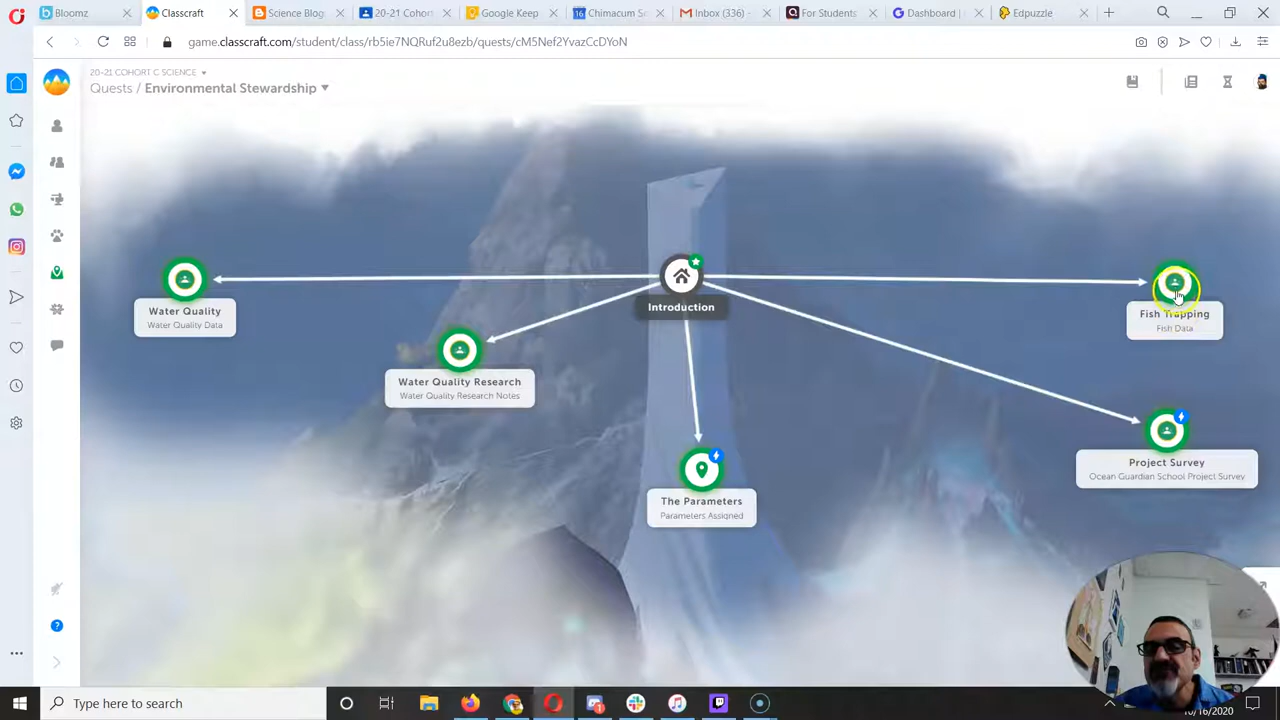 Bloomz
Classcraft
Science Blog
20-21 Cohort
Google Keep
Chimacum S
Inbox (336)
For Students
Dashboard |
Edpuzzle
game.classcraft.com/student/class/rb5ie7NQRuf2u8ezb/quests/cM5Nef2YvazCcDYoN
20-21 COHORT C SCIENCE
Quests / Environmental Stewardship
Introduction
Water Quality
Water Quality Data
Fish Trapping
Fish Data
Water Quality Research
Water Quality Research Notes
Project Survey
Ocean Guardian School Project Survey
The Parameters
Parameters Assigned
Type here to search
10/16/2020